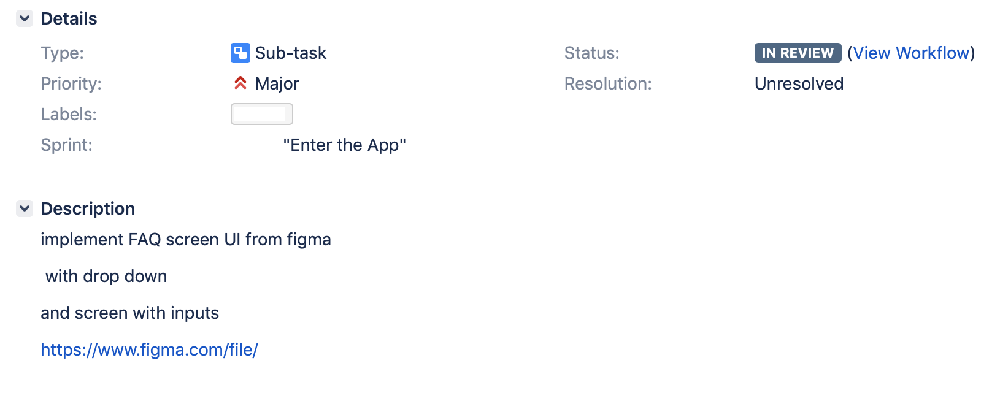 Details
Type: Sub-task Status: IN REVIEW (View Workflow)
Priority: Major Resolution: Unresolved
Labels:
Sprint: "Enter the App"
Description
implement FAQ screen UI from figma
with drop down
and screen with inputs
https://www.figma.com/file/